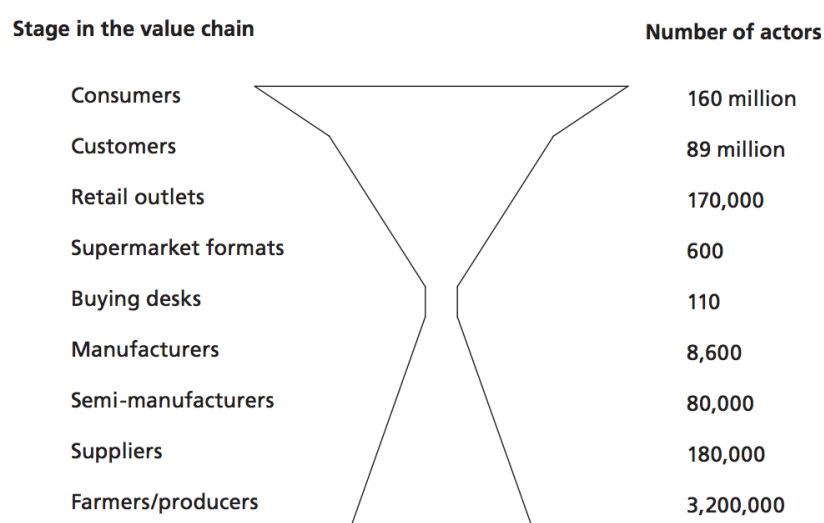 Stage in the value chain Number of actors
Consumers 160 million
Customers 89 million
Retail outlets 170,000
Supermarket formats 600
Buying desks 110
Manufacturers 8,600
Semi-manufacturers 80,000
Suppliers 180,000
Farmers/producers 3,200,000